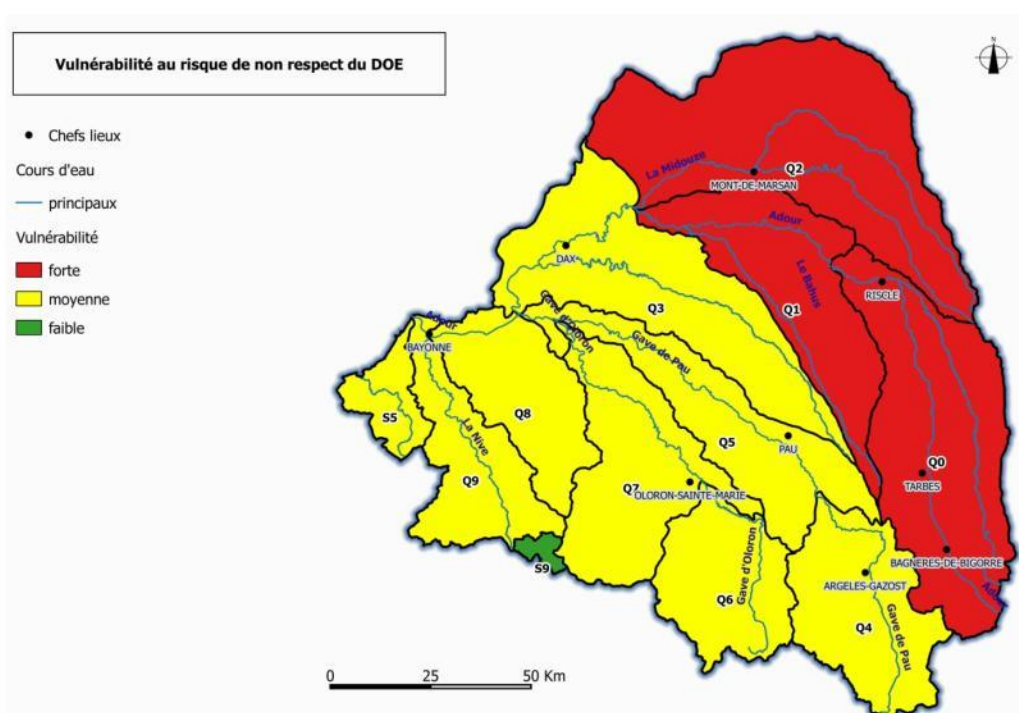 Vulnérabilité au risque de non respect du DOE
N
Chefs lieux
Cours d'eau
principaux
Vulnérabilité
forte
moyenne
faible
La Midouze
Q2
MONT-DE-MARSAN
Adour
DAX
Le Bahus
RISCLE
Q3
Q1
Gave d'Oloron
Adour
BAYONNE
Gave de Pau
S5
Q8
La Nive
Q5
PAU
Q9
Q7
OLORON-SAINTE-MARIE
Q0
TARBES
S9
Gave d'Oloron
BAGNERES-DE-BIGORRE
ARGELES-GAZOST
Adour
Q6
Q4
Gave de Pau
0 25 50 Km